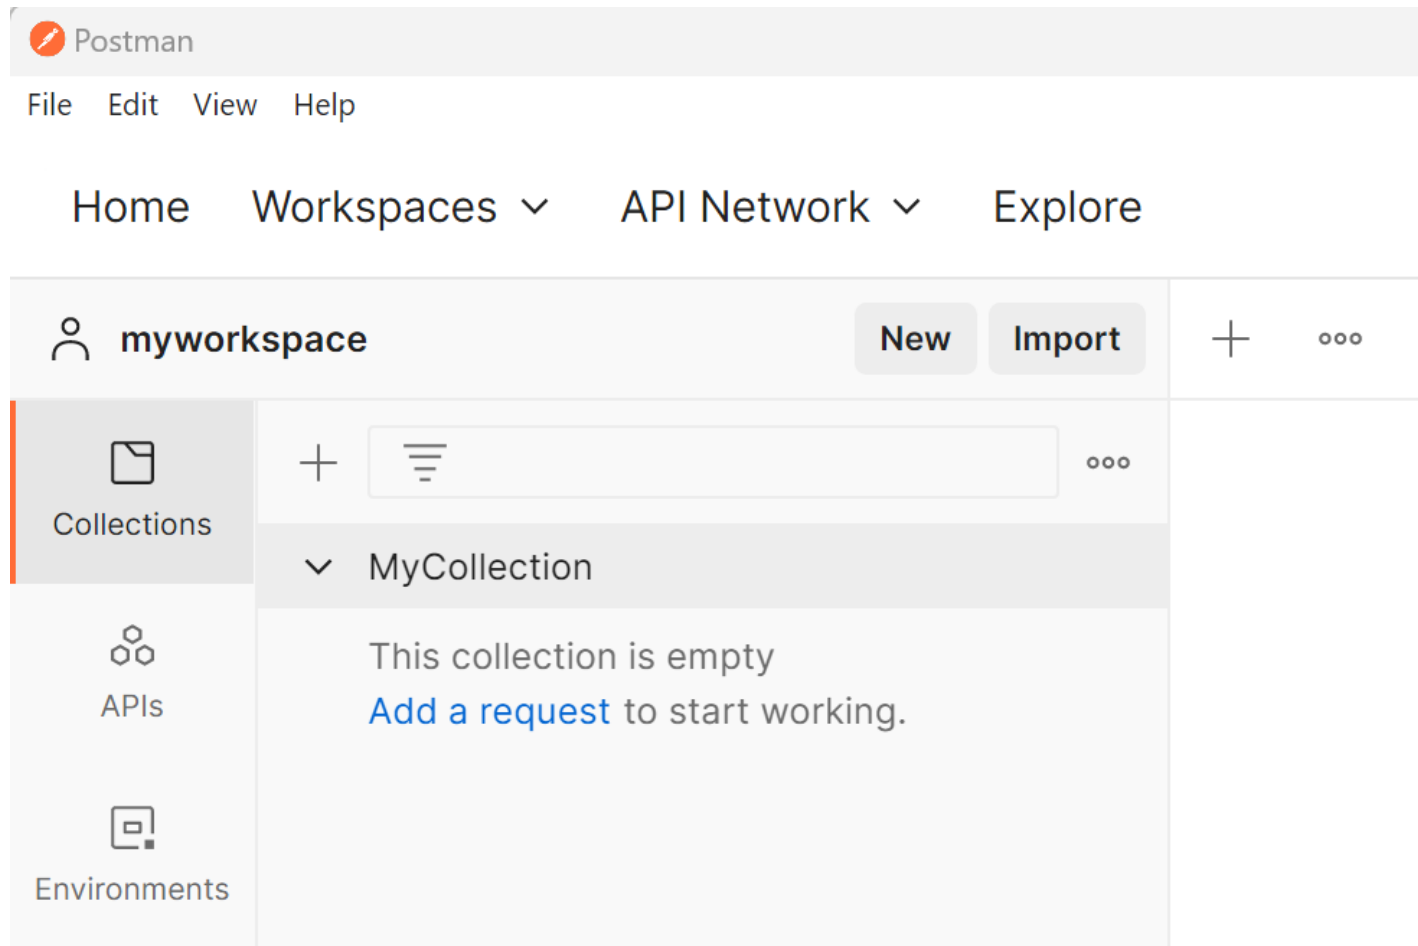 Postman
File Edit View Help
Home Workspaces API Network Explore
myworkspace New Import
Collections
MyCollection
This collection is empty
Add a request to start working.
APIs
Environments